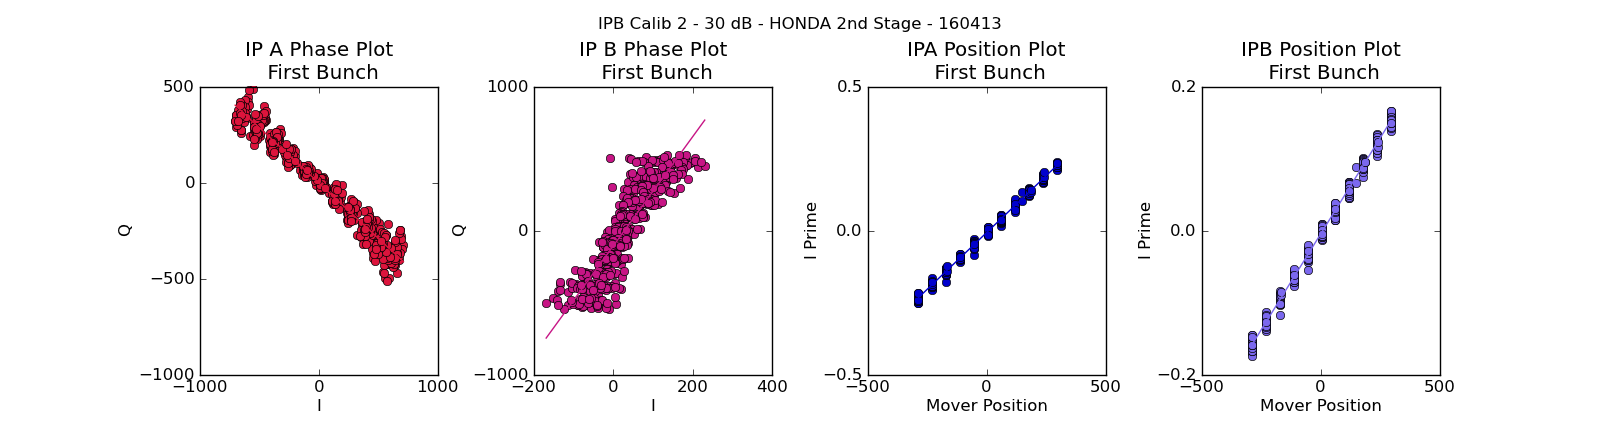 IPB Calib 2 - 30 dB - HONDA 2nd Stage - 160413
IP A Phase Plot
First Bunch
500
0
−500
−1000
−1000
0
1000
Q
I
IP B Phase Plot
First Bunch
1000
0
−1000
−200
0
200
400
Q
I
IPA Position Plot
First Bunch
0.5
0.0
−0.5
−500
0
500
I Prime
Mover Position
IPB Position Plot
First Bunch
0.2
0.0
−0.2
−500
0
500
I Prime
Mover Position